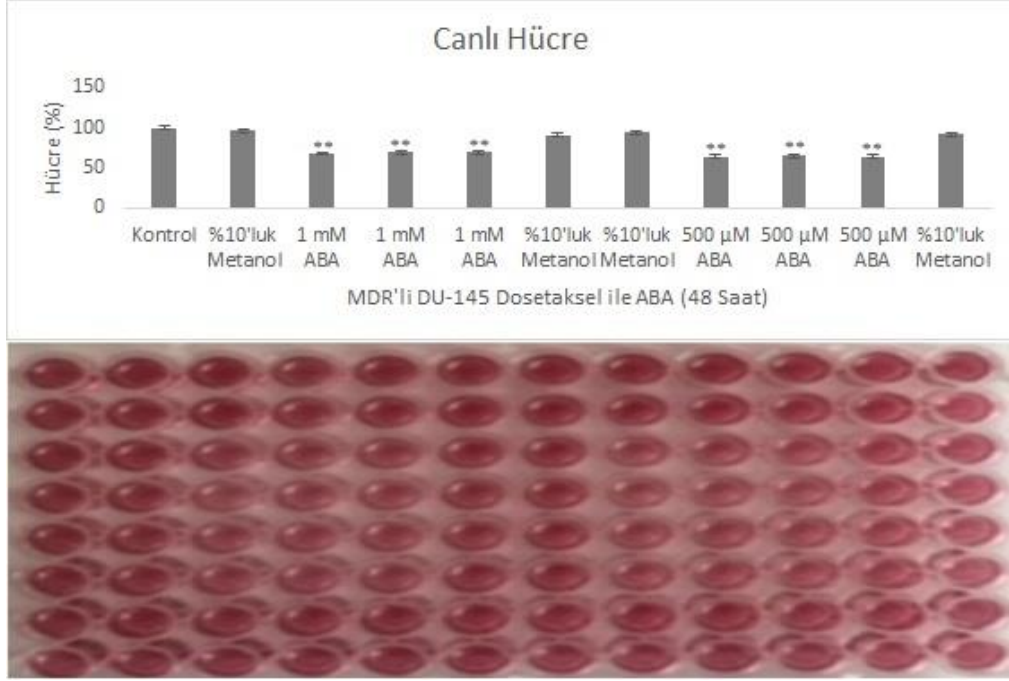 Canlı Hücre
150
100
50
0
Hücre (%)
** ** ** ** ** **
Kontrol %10'luk 1 mM 1 mM 1 mM %10'luk %10'luk 500 µM 500 µM 500 µM %10'luk
Metanol ABA ABA ABA Metanol Metanol ABA ABA ABA Metanol
MDR'li DU-145 Dosetaksel ile ABA (48 Saat)